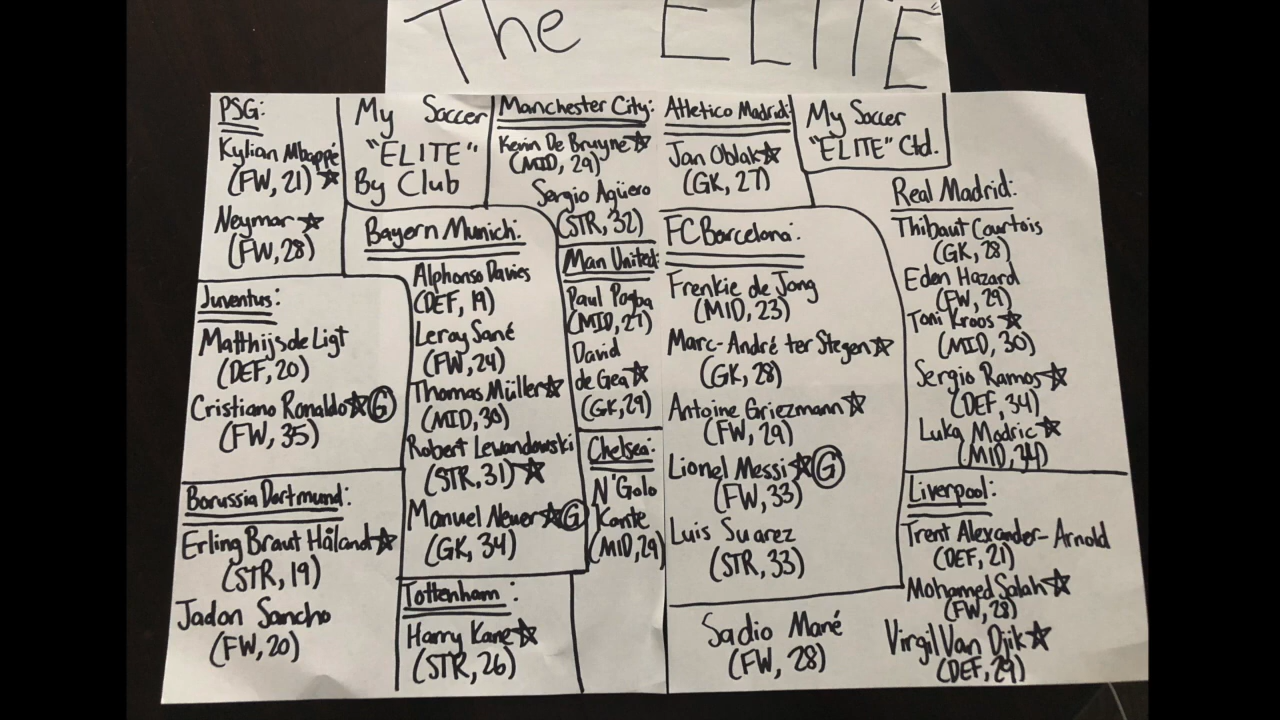 The "ELITE"
PSG:
Kylian Mbappé
(FW, 21) ☆
Neymar ☆
(FW, 28)
My Soccer
"ELITE"
By Club
Manchester City:
Kevin De Bruyne ☆
(MID, 29)
Sergio Agüero
(STR, 32)
Juventus:
Matthijs de Ligt
(DEF, 20)
Cristiano Ronaldo ☆ G
(FW, 35)
Bayern Munich:
Alphonso Davies
(DEF, 19)
Leroy Sané
(FW, 24)
Thomas Müller ☆
(MID, 30)
Robert Lewandowski
(STR, 31) ☆
Manuel Neuer ☆ G
(GK, 34)
Man United:
Paul Pogba
(MID, 27)
David
de Gea ☆
(GK, 29)
Chelsea:
N'Golo
Kante
(MID, 29)
Borussia Dortmund:
Erling Braut Håland ☆
(STR, 19)
Jadon Sancho
(FW, 20)
Tottenham:
Harry Kane ☆
(STR, 26)
Atletico Madrid:
Jan Oblak ☆
(GK, 27)
My Soccer
"ELITE" Ctd.
FC Barcelona:
Frenkie de Jong
(MID, 23)
Marc-André ter Stegen ☆
(GK, 28)
Antoine Griezmann ☆
(FW, 29)
Lionel Messi ☆ G
(FW, 33)
Luis Suarez
(STR, 33)
Real Madrid:
Thibaut Courtois
(GK, 28)
Eden Hazard
(FW, 29)
Toni Kroos ☆
(MID, 30)
Sergio Ramos ☆
(DEF, 34)
Luka Modric ☆
(MID, 34)
Liverpool:
Trent Alexander-Arnold
(DEF, 21)
Mohamed Salah ☆
(FW, 28)
Sadio Mané
(FW, 28)
Virgil Van Djik ☆
(DEF, 29)